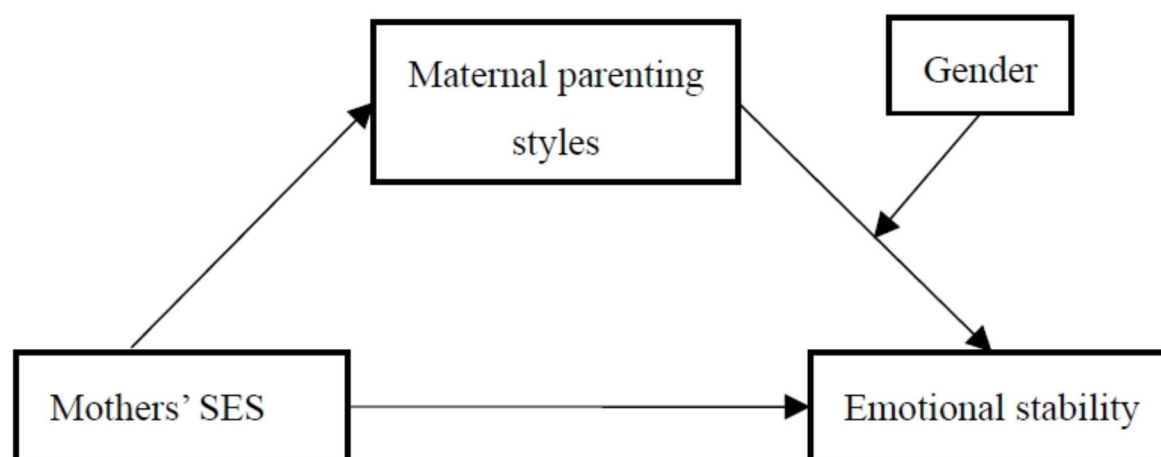 Maternal parenting
styles
Gender
Mothers’ SES
Emotional stability